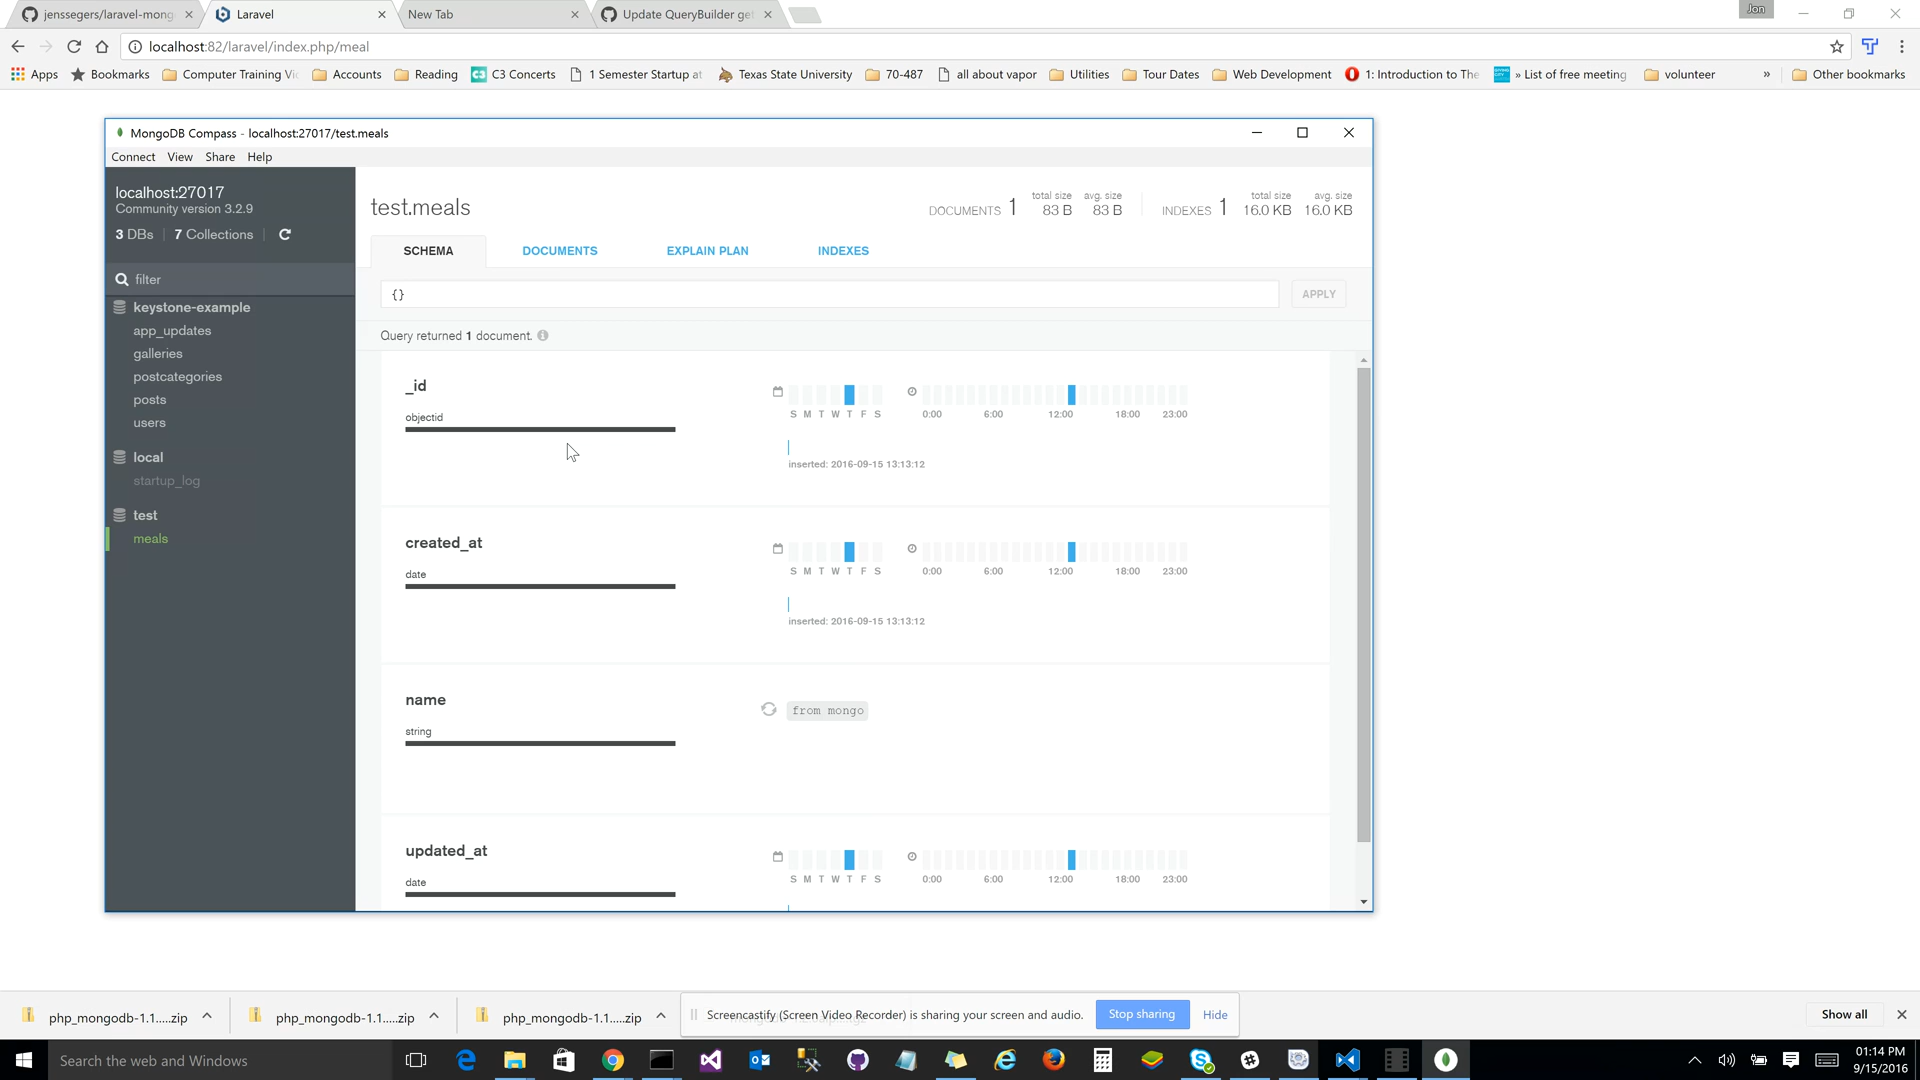 jenssegers/laravel-mong
Laravel
New Tab
Update QueryBuilder get
Jon
localhost:82/laravel/index.php/meal
Apps
Bookmarks
Computer Training Vi
Accounts
Reading
C3 Concerts
1 Semester Startup at
Texas State University
70-487
all about vapor
Utilities
Tour Dates
Web Development
1: Introduction to The
» List of free meeting
volunteer
»
Other bookmarks
MongoDB Compass - localhost:27017/test.meals
Connect View Share Help
localhost:27017
Community version 3.2.9
3 DBs | 7 Collections
filter
keystone-example
app_updates
galleries
postcategories
posts
users
local
startup_log
test
meals
test.meals
DOCUMENTS 1
total size
83 B
avg. size
83 B
INDEXES 1
total size
16.0 KB
avg. size
16.0 KB
SCHEMA
DOCUMENTS
EXPLAIN PLAN
INDEXES
{}
APPLY
Query returned 1 document.
_id
objectid
S M T W T F S
0:00 6:00 12:00 18:00 23:00
inserted: 2016-09-15 13:13:12
created_at
date
S M T W T F S
0:00 6:00 12:00 18:00 23:00
inserted: 2016-09-15 13:13:12
name
string
from mongo
updated_at
date
S M T W T F S
0:00 6:00 12:00 18:00 23:00
php_mongodb-1.1.....zip
php_mongodb-1.1.....zip
php_mongodb-1.1.....zip
Screencastify (Screen Video Recorder) is sharing your screen and audio.
Stop sharing
Hide
Show all
Search the web and Windows
01:14 PM
9/15/2016